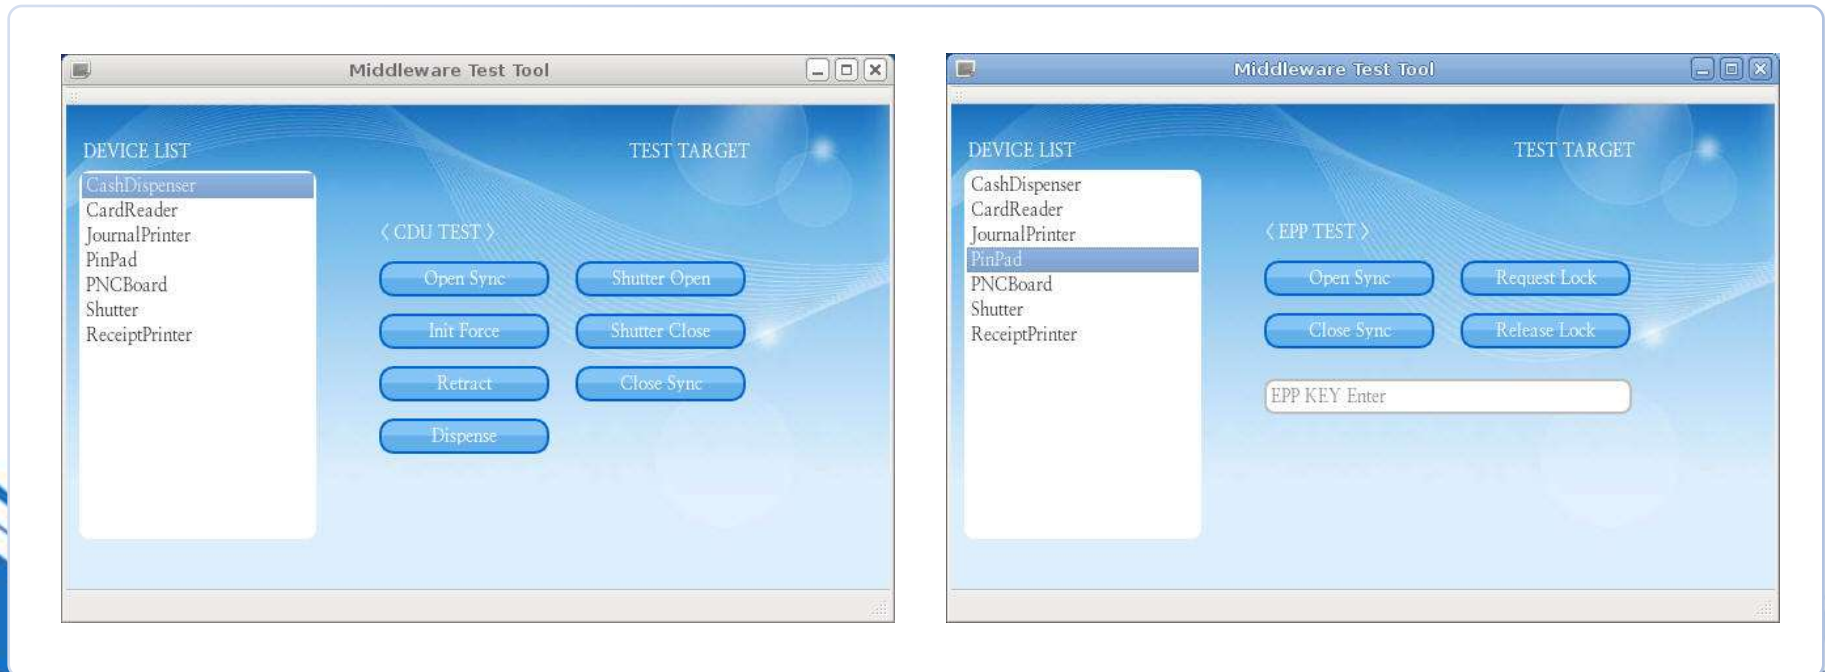 Middleware Test Tool
DEVICE LIST
TEST TARGET
CashDispenser
CardReader
JournalPrinter
PinPad
PNCBoard
Shutter
ReceiptPrinter
〈 CDU TEST 〉
Open Sync
Shutter Open
Init Force
Shutter Close
Retract
Close Sync
Dispense
Middleware Test Tool
DEVICE LIST
TEST TARGET
CashDispenser
CardReader
JournalPrinter
PinPad
PNCBoard
Shutter
ReceiptPrinter
〈 EPP TEST 〉
Open Sync
Request Lock
Close Sync
Release Lock
EPP KEY Enter